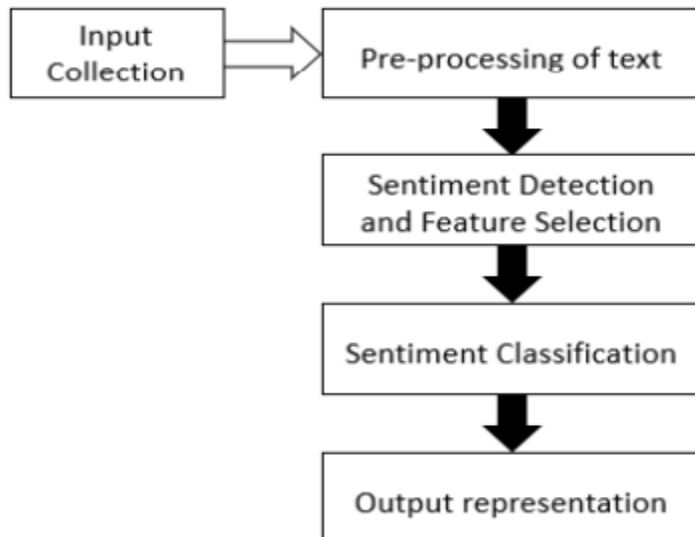 Input
Collection
Pre-processing of text
Sentiment Detection
and Feature Selection
Sentiment Classification
Output representation